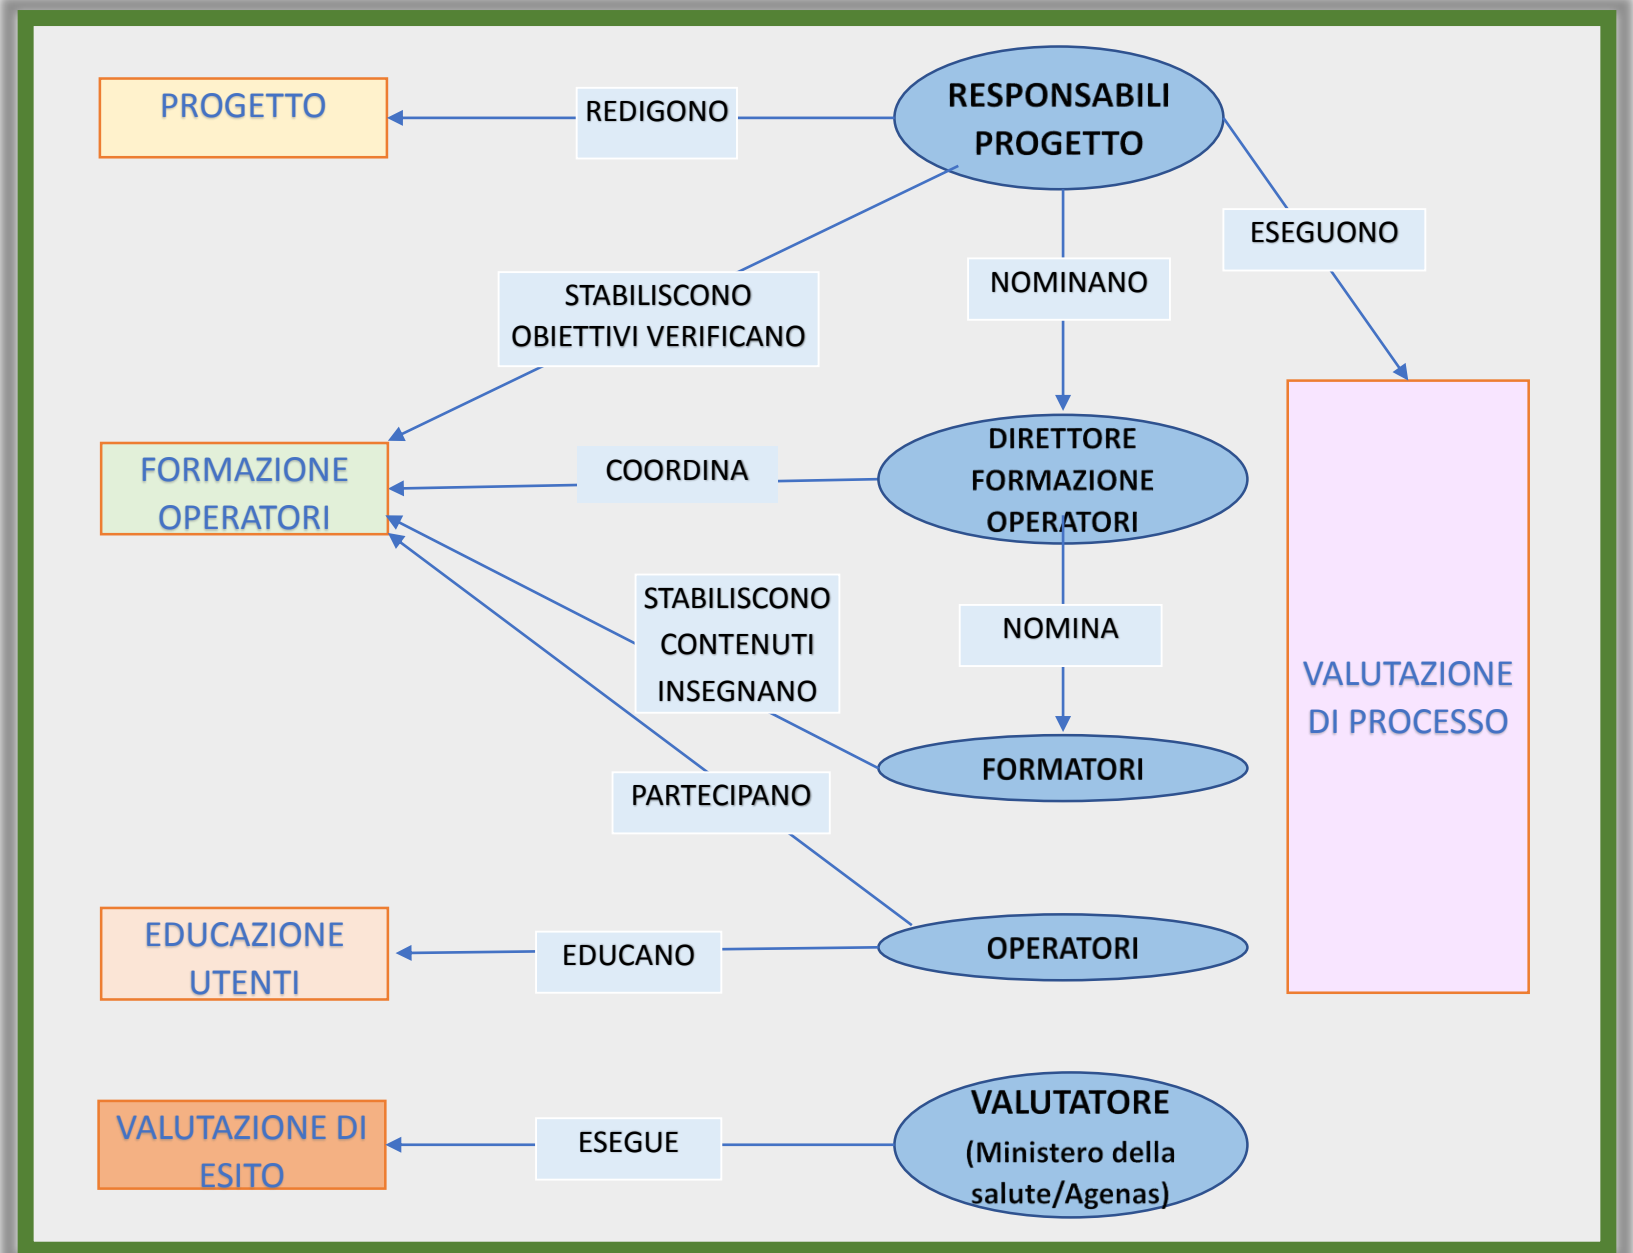 PROGETTO
REDIGONO
RESPONSABILI
PROGETTO
ESEGUONO
NOMINANO
STABILISCONO
OBIETTIVI VERIFICANO
FORMAZIONE
OPERATORI
COORDINA
DIRETTORE
FORMAZIONE
OPERATORI
STABILISCONO
CONTENUTI
INSEGNANO
NOMINA
VALUTAZIONE
DI PROCESSO
FORMATORI
PARTECIPANO
EDUCAZIONE
UTENTI
EDUCANO
OPERATORI
VALUTAZIONE DI
ESITO
ESEGUE
VALUTATORE
(Ministero della
salute/Agenas)